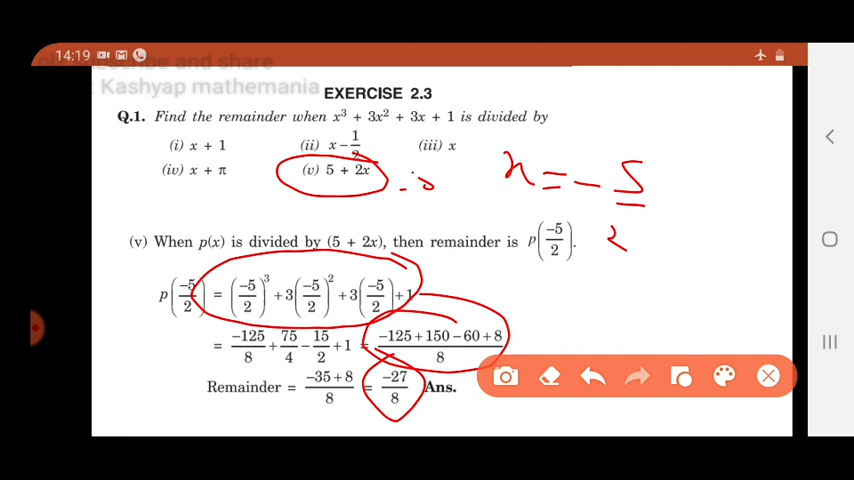 14:19
be and share
Kashyap mathemania
EXERCISE 2.3
Q.1. Find the remainder when x³ + 3x² + 3x + 1 is divided by
(i) x + 1 (ii) x − 1/2 (iii) x
(iv) x + π (v) 5 + 2x
x = − 5
2
(v) When p(x) is divided by (5 + 2x), then remainder is p(−5/2).
p(−5/2) = (−5/2)³ + 3(−5/2)² + 3(−5/2) + 1
= −125/8 + 75/4 − 15/2 + 1 = −125 + 150 − 60 + 8/8
Remainder = −35 + 8/8 = −27/8 Ans.